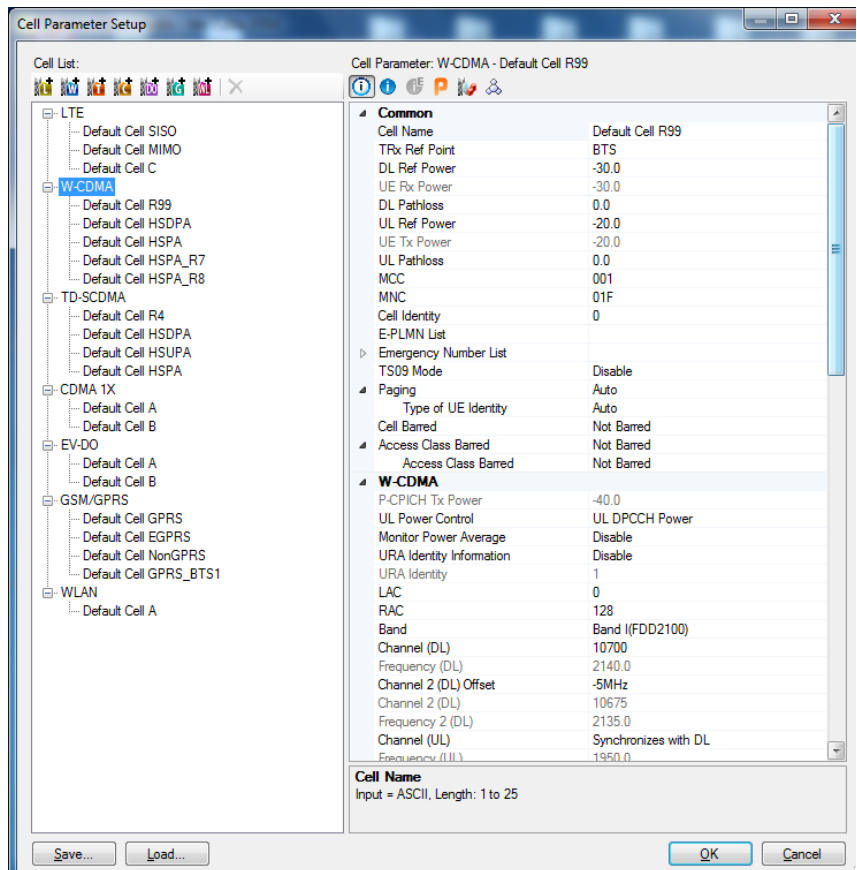 Cell Parameter Setup
Cell List:
LTE
Default Cell SISO
Default Cell MIMO
Default Cell C
W-CDMA
Default Cell R99
Default Cell HSDPA
Default Cell HSPA
Default Cell HSPA_R7
Default Cell HSPA_R8
TD-SCDMA
Default Cell R4
Default Cell HSDPA
Default Cell HSUPA
Default Cell HSPA
CDMA 1X
Default Cell A
Default Cell B
EV-DO
Default Cell A
Default Cell B
GSM/GPRS
Default Cell GPRS
Default Cell EGPRS
Default Cell NonGPRS
Default Cell GPRS_BTS1
WLAN
Default Cell A
Save... Load...
Cell Parameter: W-CDMA - Default Cell R99
Common
Cell Name Default Cell R99
TRx Ref Point BTS
DL Ref Power -30.0
UE Rx Power -30.0
DL Pathloss 0.0
UL Ref Power -20.0
UE Tx Power -20.0
UL Pathloss 0.0
MCC 001
MNC 01F
Cell Identity 0
E-PLMN List
Emergency Number List
TS09 Mode Disable
Paging Auto
Type of UE Identity Auto
Cell Barred Not Barred
Access Class Barred Not Barred
Access Class Barred Not Barred
W-CDMA
P-CPICH Tx Power -40.0
UL Power Control UL DPCCH Power
Monitor Power Average Disable
URA Identity Information Disable
URA Identity 1
LAC 0
RAC 128
Band Band I(FDD2100)
Channel (DL) 10700
Frequency (DL) 2140.0
Channel 2 (DL) Offset -5MHz
Channel 2 (DL) 10675
Frequency 2 (DL) 2135.0
Channel (UL) Synchronizes with DL
Frequency (UL) 1950.0
Cell Name
Input = ASCII, Length: 1 to 25
OK Cancel